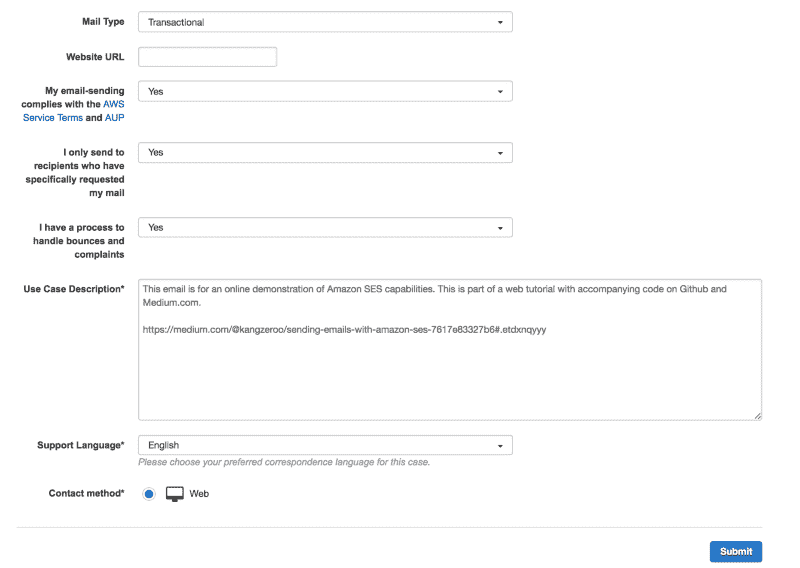 Mail Type Transactional
Website URL
My email-sending Yes
complies with the AWS
Service Terms and AUP
I only send to Yes
recipients who have
specifically requested
my mail
I have a process to Yes
handle bounces and
complaints
Use Case Description* This email is for an online demonstration of Amazon SES capabilities. This is part of a web tutorial with accompanying code on Github and
Medium.com.
https://medium.com/@kangzeroo/sending-emails-with-amazon-ses-7617e83327b6#.etdxnqyyy
Support Language* English
Please choose your preferred correspondence language for this case.
Contact method* Web
Submit